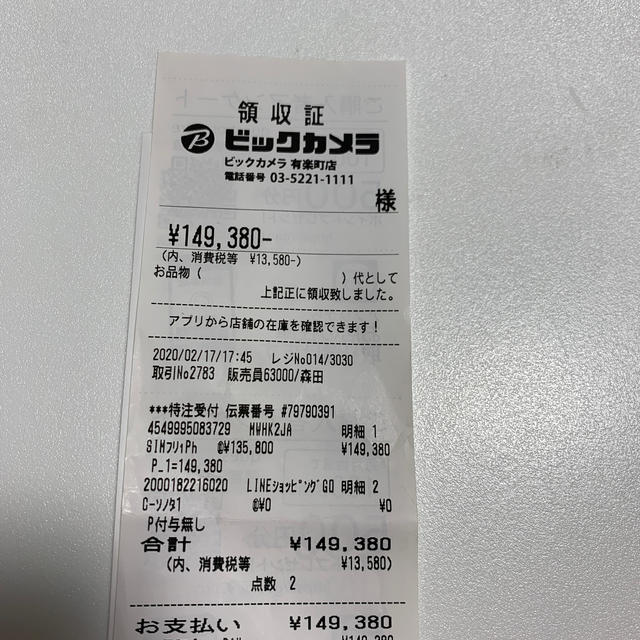 領収証
ビックカメラ
ビックカメラ 有楽町店
電話番号 03-5221-1111
様
¥149,380-
(内、消費税等 ¥13,580-)
お品物( )代として
上記正に領収致しました。
アプリから店舗の在庫を確認できます!
2020/02/17/17:45 レジNo014/3030
取引No2783 販売員63000/森田
***特注受付 伝票番号 #79790391
4549995083729 MWHK2JA 明細 1
SIMフリィPh @¥135,800 ¥149,380
P_1=149,380
2000182216020 LINEショッピングGO 明細 2
C-ソノタ1 @¥0 ¥0
P付与無し
合計 ¥149,380
(内、消費税等 ¥13,580)
点数 2
お支払い ¥149,380